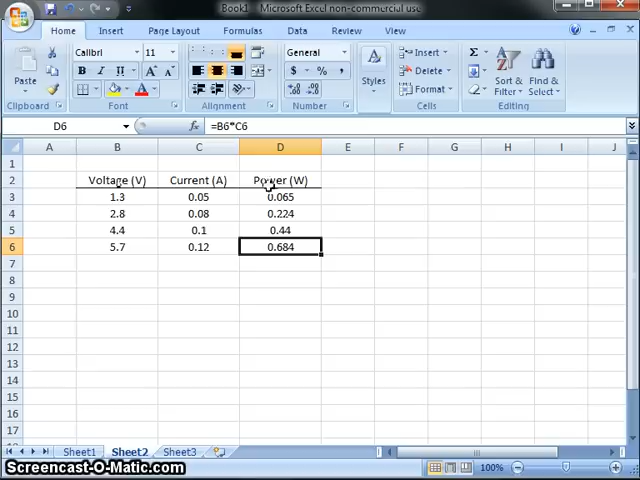 Book1 - Microsoft Excel non-commercial use
Home Insert Page Layout Formulas Data Review View
Paste
Clipboard
Calibri 11
B I U A A
A
Font
Alignment
General
$ % ,
Number
Styles
Insert
Delete
Format
Cells
Σ
Sort & Filter
Find & Select
Editing
D6 fx =B6*C6
A B C D E F G H I J
1
2 Voltage (V) Current (A) Power (W)
3 1.3 0.05 0.065
4 2.8 0.08 0.224
5 4.4 0.1 0.44
6 5.7 0.12 0.684
7
8
9
10
11
12
13
14
15
16
17
Sheet1 Sheet2 Sheet3
Screencast-O-Matic.com
100%